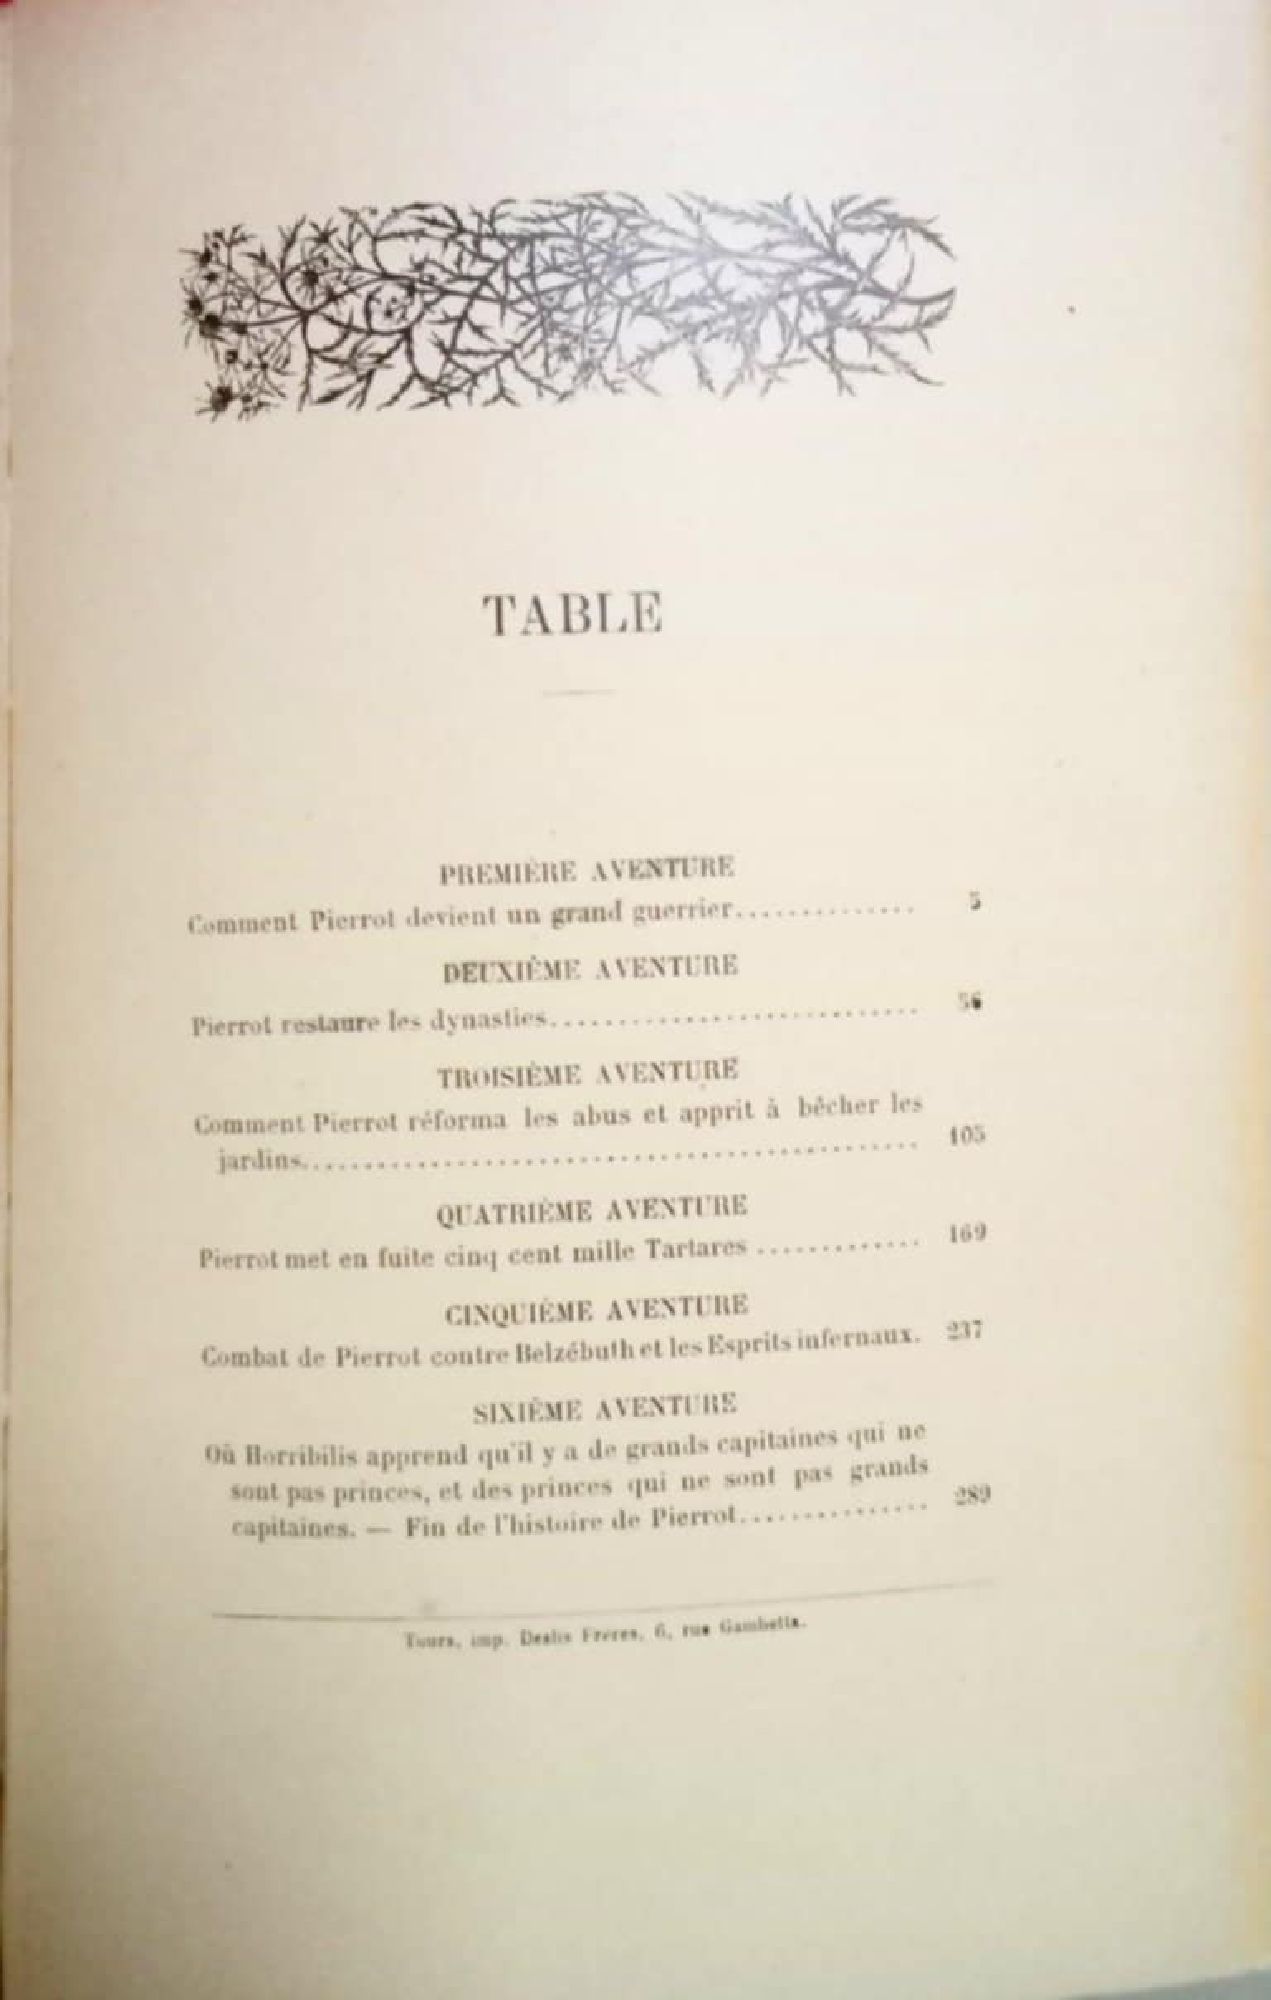 TABLE
PREMIÈRE AVENTURE
Comment Pierrot devient un grand guerrier............... 5
DEUXIÈME AVENTURE
Pierrot restaure les dynasties............................ 56
TROISIÈME AVENTURE
Comment Pierrot réforma les abus et apprit à bêcher les
jardins................................................ 105
QUATRIÈME AVENTURE
Pierrot met en fuite cinq cent mille Tartares ............. 169
CINQUIÈME AVENTURE
Combat de Pierrot contre Belzébuth et les Esprits infernaux. 237
SIXIÈME AVENTURE
Où Horribilis apprend qu'il y a de grands capitaines qui ne
sont pas princes, et des princes qui ne sont pas grands
capitaines. — Fin de l'histoire de Pierrot............... 289
Tours, imp. Deslis Frères, 6, rue Gambetta.